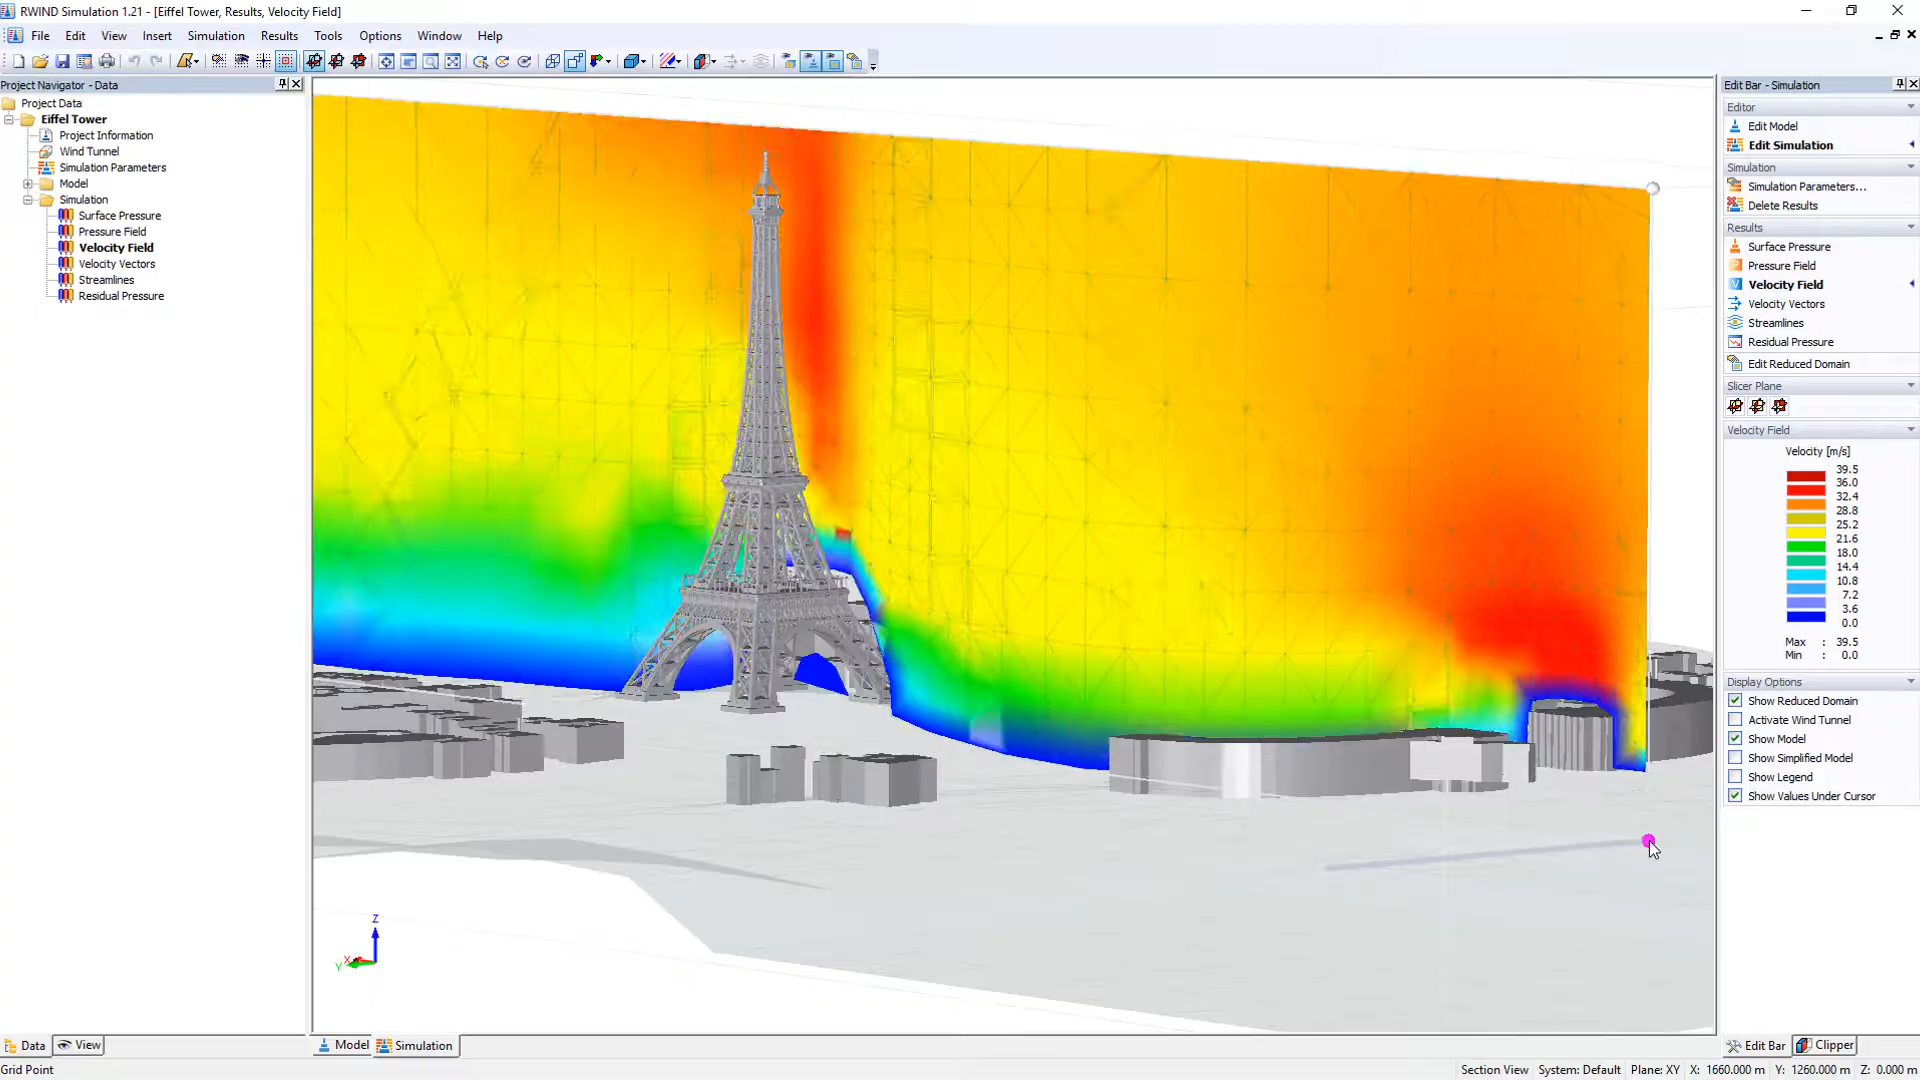 RWIND Simulation 1.21 - [Eiffel Tower, Results, Velocity Field]
File Edit View Insert Simulation Results Tools Options Window Help
Project Navigator - Data
Project Data
Eiffel Tower
Project Information
Wind Tunnel
Simulation Parameters
Model
Simulation
Surface Pressure
Pressure Field
Velocity Field
Velocity Vectors
Streamlines
Residual Pressure
Z
X
Y
Edit Bar - Simulation
Editor
Edit Model
Edit Simulation
Simulation
Simulation Parameters...
Delete Results
Results
Surface Pressure
Pressure Field
Velocity Field
Velocity Vectors
Streamlines
Residual Pressure
Edit Reduced Domain
Slicer Plane
Velocity Field
Velocity [m/s]
39.5
36.0
32.4
28.8
25.2
21.6
18.0
14.4
10.8
7.2
3.6
0.0
Max : 39.5
Min : 0.0
Display Options
Show Reduced Domain
Activate Wind Tunnel
Show Model
Show Simplified Model
Show Legend
Show Values Under Cursor
Data View
Model Simulation
Edit Bar Clipper
Grid Point
Section View System: Default Plane: XY X: 1660.000 m Y: 1260.000 m Z: 0.000 m